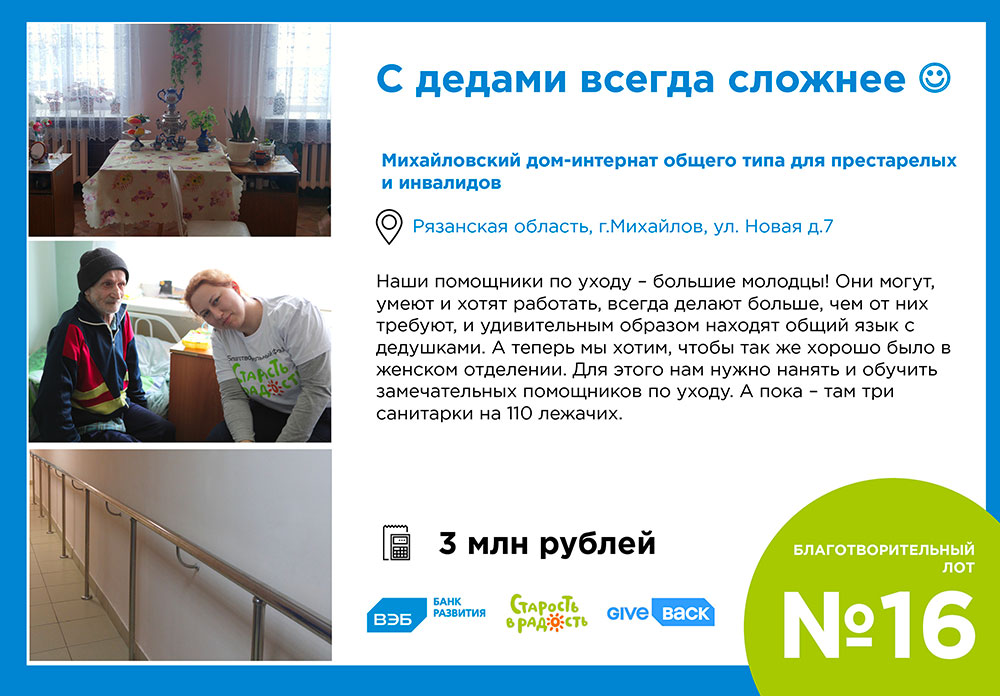 С дедами всегда сложнее
Михайловский дом-интернат общего типа для престарелых
и инвалидов
Рязанская область, г.Михайлов, ул. Новая д.7
Наши помощники по уходу – большие молодцы! Они могут,
умеют и хотят работать, всегда делают больше, чем от них
требуют, и удивительным образом находят общий язык с
дедушками. А теперь мы хотим, чтобы так же хорошо было в
женском отделении. Для этого нам нужно нанять и обучить
замечательных помощников по уходу. А пока – там три
санитарки на 110 лежачих.
Старость
в радость
3 млн рублей
ВЭБ
БАНК
РАЗВИТИЯ
Старость
в радость
GIVE BACK
БЛАГОТВОРИТЕЛЬНЫЙ
ЛОТ
№16